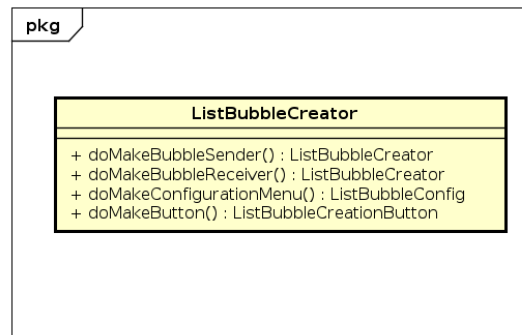 pkg
ListBubbleCreator
+ doMakeBubbleSender() : ListBubbleCreator
+ doMakeBubbleReceiver() : ListBubbleCreator
+ doMakeConfigurationMenu() : ListBubbleConfig
+ doMakeButton() : ListBubbleCreationButton